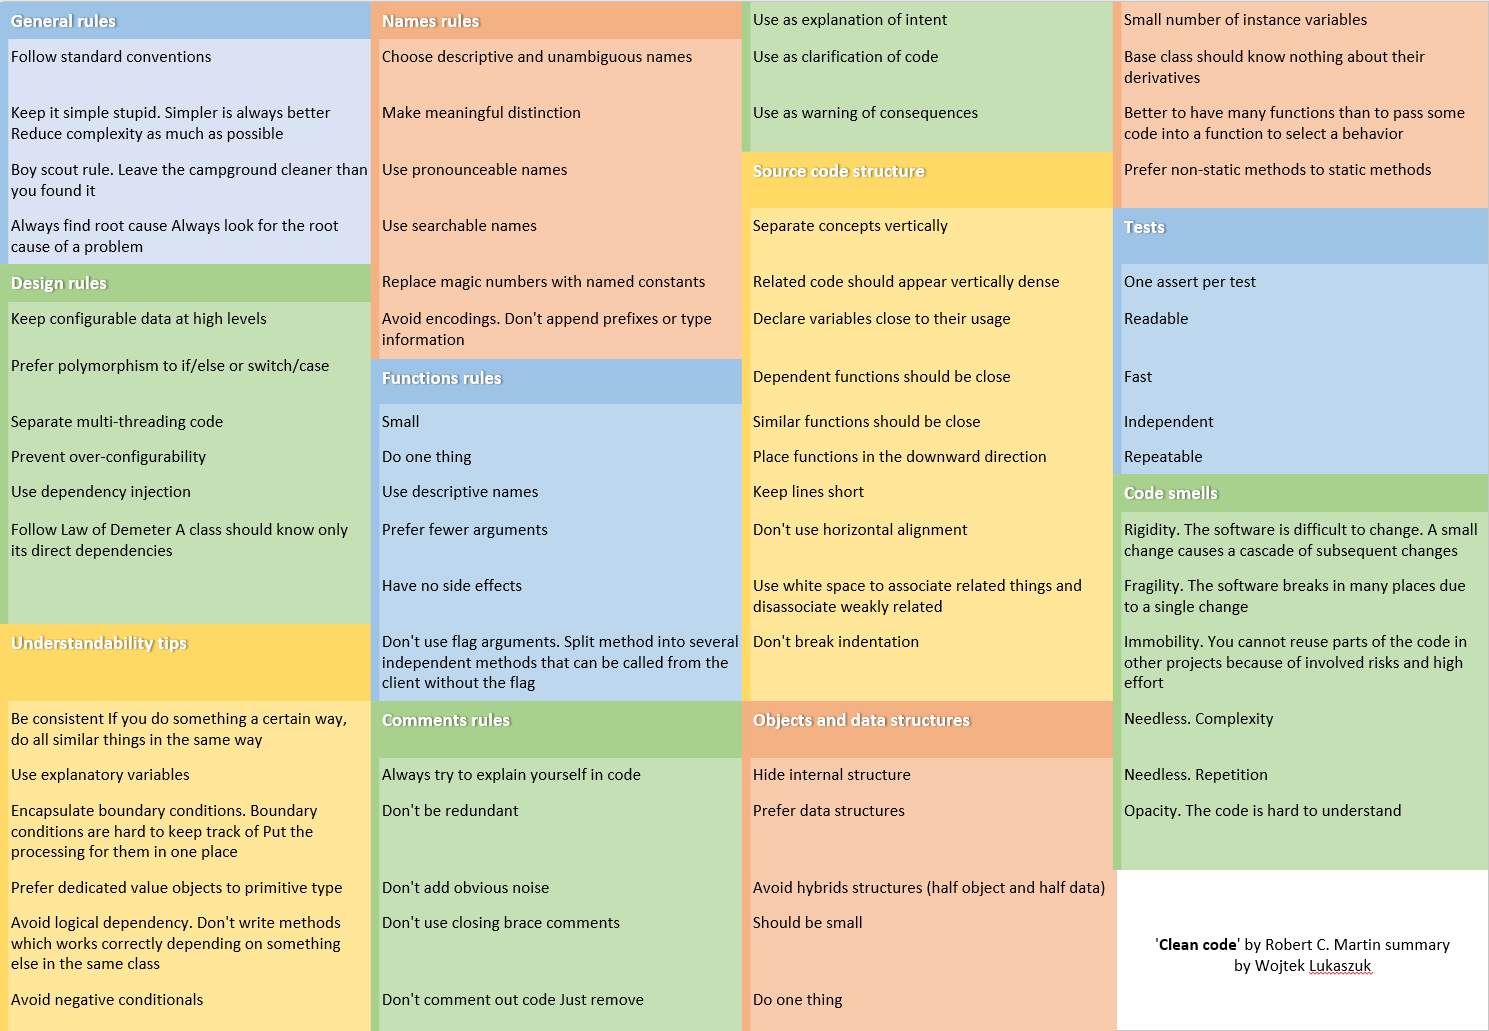 General rules
Follow standard conventions
Keep it simple stupid. Simpler is always better
Reduce complexity as much as possible
Boy scout rule. Leave the campground cleaner than
you found it
Always find root cause Always look for the root
cause of a problem
Design rules
Keep configurable data at high levels
Prefer polymorphism to if/else or switch/case
Separate multi-threading code
Prevent over-configurability
Use dependency injection
Follow Law of Demeter A class should know only
its direct dependencies
Understandability tips
Be consistent If you do something a certain way,
do all similar things in the same way
Use explanatory variables
Encapsulate boundary conditions. Boundary
conditions are hard to keep track of Put the
processing for them in one place
Prefer dedicated value objects to primitive type
Avoid logical dependency. Don't write methods
which works correctly depending on something
else in the same class
Avoid negative conditionals
Names rules
Choose descriptive and unambiguous names
Make meaningful distinction
Use pronounceable names
Use searchable names
Replace magic numbers with named constants
Avoid encodings. Don't append prefixes or type
information
Functions rules
Small
Do one thing
Use descriptive names
Prefer fewer arguments
Have no side effects
Don't use flag arguments. Split method into several
independent methods that can be called from the
client without the flag
Comments rules
Always try to explain yourself in code
Don't be redundant
Don't add obvious noise
Don't use closing brace comments
Don't comment out code Just remove
Use as explanation of intent
Use as clarification of code
Use as warning of consequences
Source code structure
Separate concepts vertically
Related code should appear vertically dense
Declare variables close to their usage
Dependent functions should be close
Similar functions should be close
Place functions in the downward direction
Keep lines short
Don't use horizontal alignment
Use white space to associate related things and
disassociate weakly related
Don't break indentation
Objects and data structures
Hide internal structure
Prefer data structures
Avoid hybrids structures (half object and half data)
Should be small
Do one thing
Small number of instance variables
Base class should know nothing about their
derivatives
Better to have many functions than to pass some
code into a function to select a behavior
Prefer non-static methods to static methods
Tests
One assert per test
Readable
Fast
Independent
Repeatable
Code smells
Rigidity. The software is difficult to change. A small
change causes a cascade of subsequent changes
Fragility. The software breaks in many places due
to a single change
Immobility. You cannot reuse parts of the code in
other projects because of involved risks and high
effort
Needless. Complexity
Needless. Repetition
Opacity. The code is hard to understand
'Clean code' by Robert C. Martin summary
by Wojtek Lukaszuk